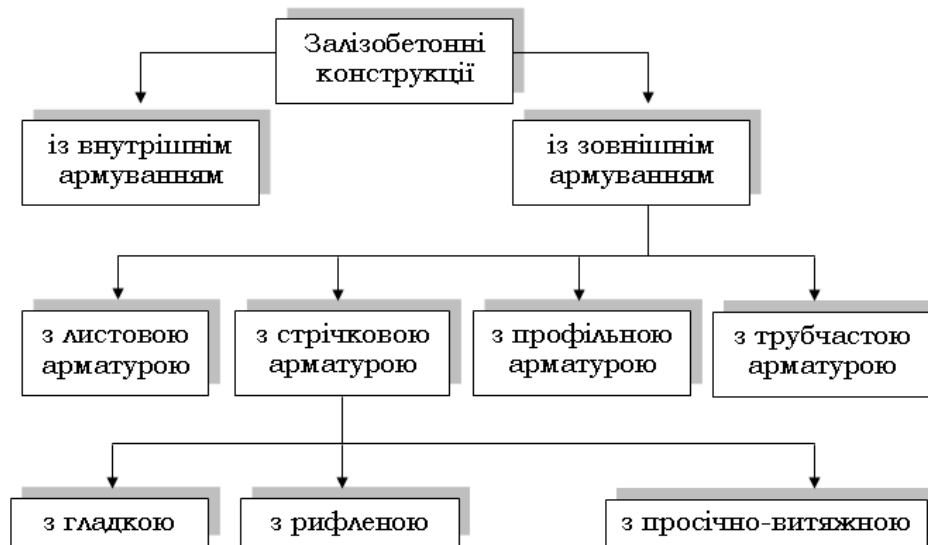 Залізобетонні
конструкції
із внутрішнім
армуванням
із зовнішнім
армуванням
з листовою
арматурою
з стрічковою
арматурою
з профільною
арматурою
з трубчастою
арматурою
з гладкою
з рифленою
з просічно-витяжною